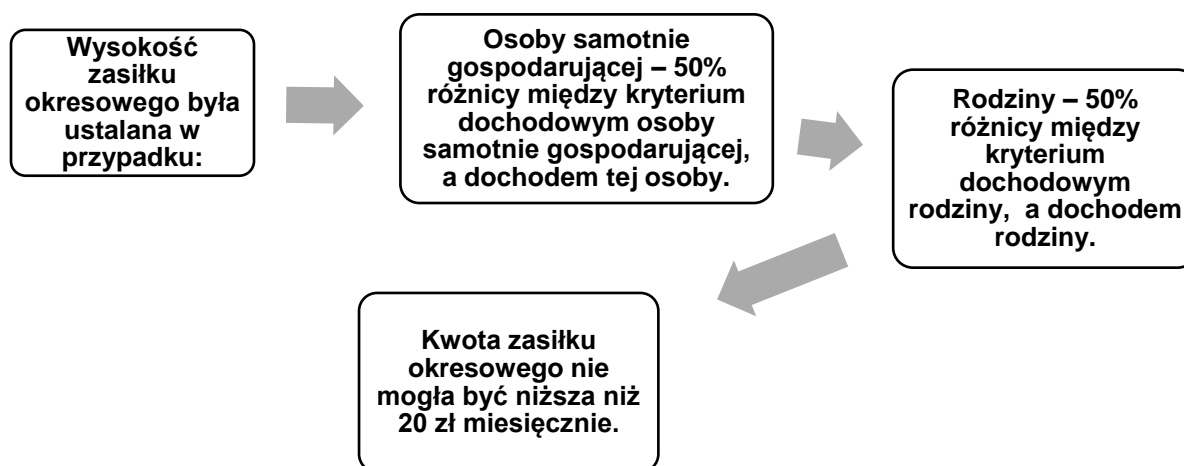 Wysokość
zasiłku
okresowego była
ustalana w
przypadku:
Osoby samotnie
gospodarującej – 50%
różnicy między kryterium
dochodowym osoby
samotnie gospodarującej,
a dochodem tej osoby.
Rodziny – 50%
różnicy między
kryterium
dochodowym
rodziny, a dochodem
rodziny.
Kwota zasiłku
okresowego nie
mogła być niższa niż
20 zł miesięcznie.